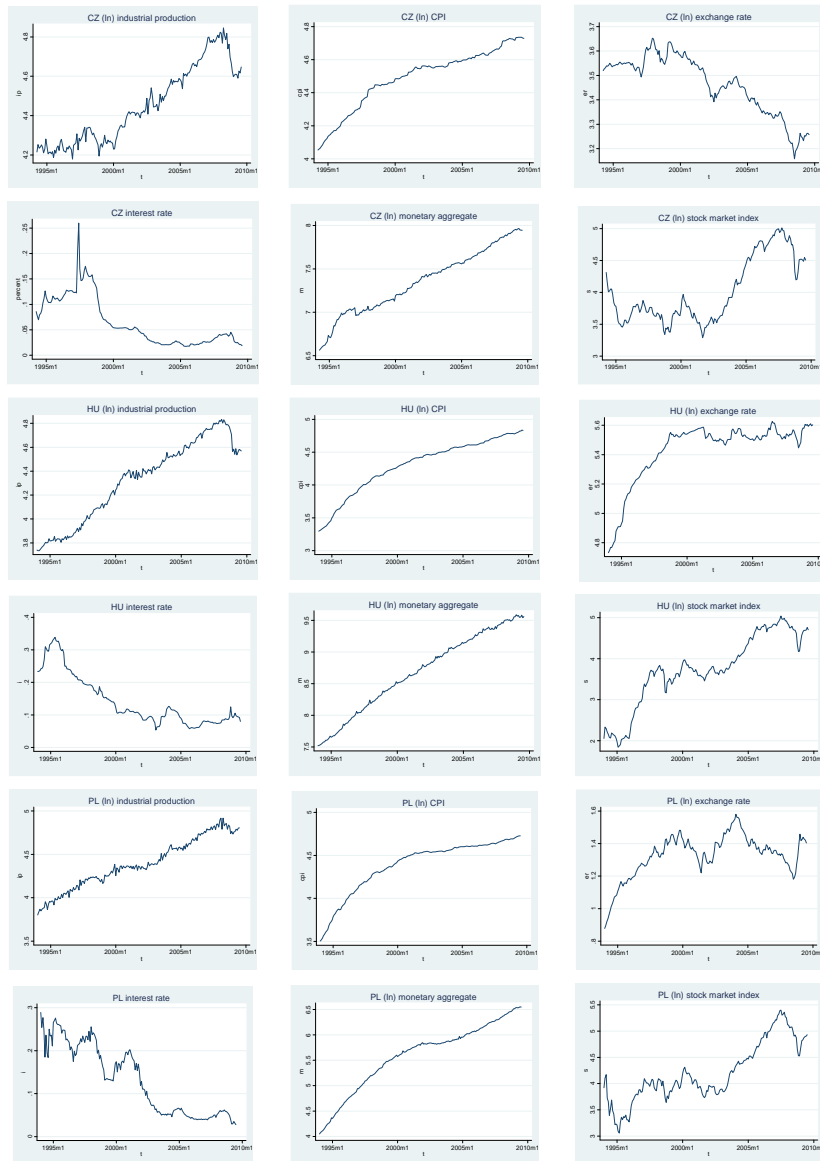 CZ (ln) industrial production
ip
4.8
4.6
4.4
4.2
1995m1 2000m1 2005m1 2010m1
t
CZ (ln) CPI
cpi
4.8
4.6
4.4
4.2
4
1995m1 2000m1 2005m1 2010m1
t
CZ (ln) exchange rate
er
3.7
3.6
3.5
3.4
3.3
3.2
1995m1 2000m1 2005m1 2010m1
t
CZ interest rate
percent
.25
.2
.15
.1
.05
0
1995m1 2000m1 2005m1 2010m1
t
CZ (ln) monetary aggregate
m
8
7.5
7
6.5
1995m1 2000m1 2005m1 2010m1
t
CZ (ln) stock market index
s
5
4.5
4
3.5
3
1995m1 2000m1 2005m1 2010m
t
HU (ln) industrial production
ip
4.8
4.6
4.4
4.2
4
3.8
1995m1 2000m1 2005m1 2010m1
t
HU (ln) CPI
cpi
5
4.5
4
3.5
3
1995m1 2000m1 2005m1 2010m1
t
HU (ln) exchange rate
er
5.6
5.4
5.2
5
4.8
1995m1 2000m1 2005m1 2010m
t
HU interest rate
i
.4
.3
.2
.1
0
1995m1 2000m1 2005m1 2010m1
t
HU (ln) monetary aggregate
m
9.5
9
8.5
8
7.5
1995m1 2000m1 2005m1 2010m1
t
HU (ln) stock market index
s
5
4
3
2
1995m1 2000m1 2005m1 2010m1
t
PL (ln) industrial production
ip
5
4.5
4
3.5
1995m1 2000m1 2005m1 2010m1
t
PL (ln) CPI
cpi
5
4.5
4
3.5
1995m1 2000m1 2005m1 2010m1
t
PL (ln) exchange rate
er
1.6
1.4
1.2
1
.8
1995m1 2000m1 2005m1 2010m1
t
PL interest rate
i
.3
.2
.1
0
1995m1 2000m1 2005m1 2010m1
t
PL (ln) monetary aggregate
m
6.5
6
5.5
5
4.5
4
1995m1 2000m1 2005m1 2010m1
t
PL (ln) stock market index
s
5.5
5
4.5
4
3.5
3
1995m1 2000m1 2005m1 2010m1
t